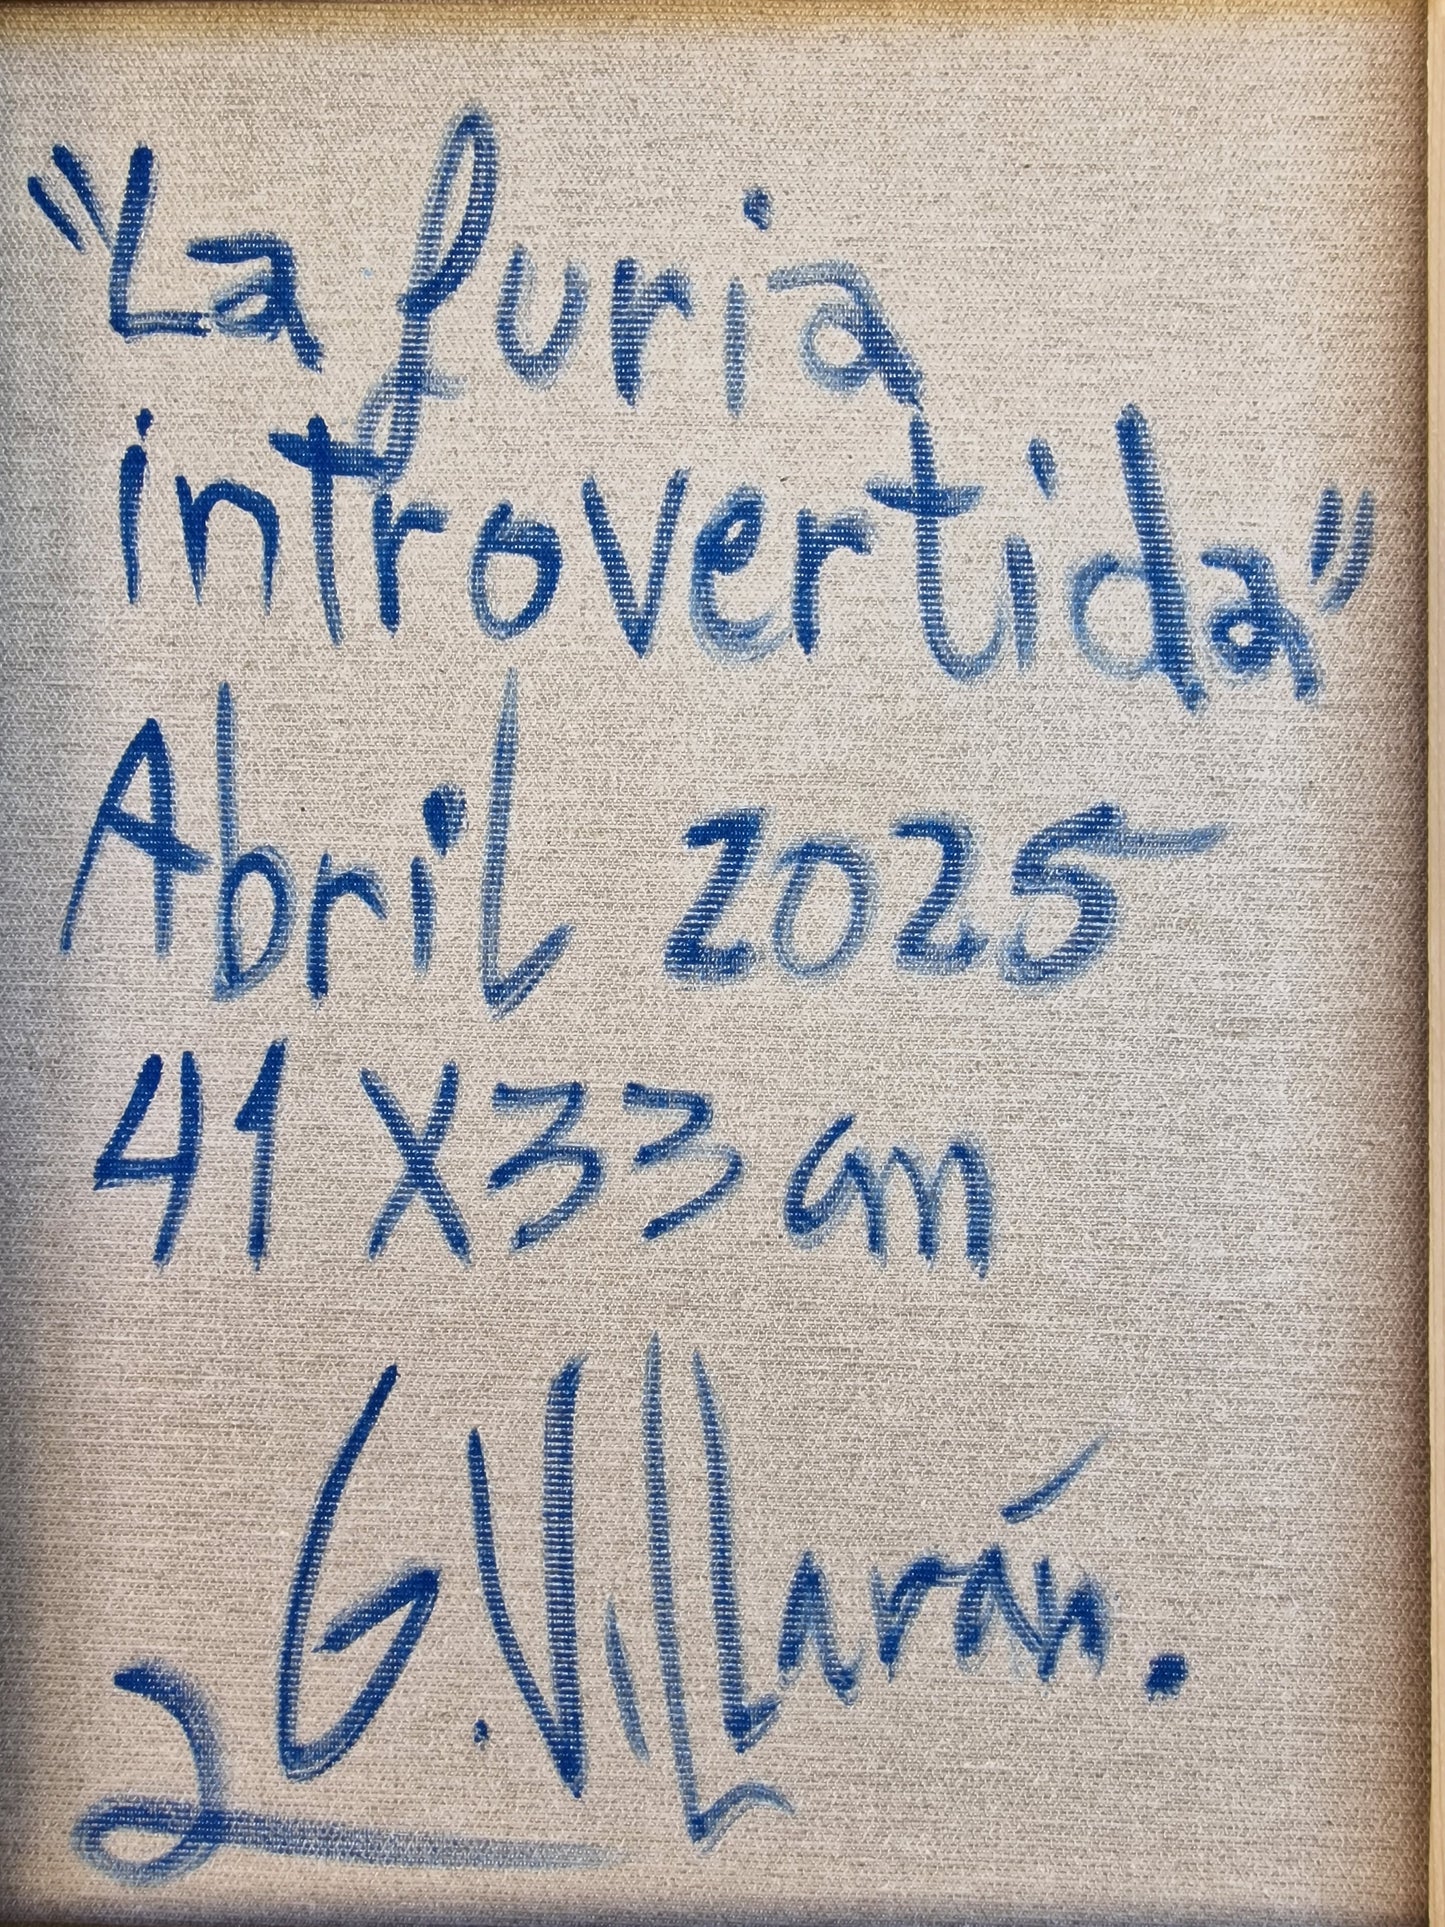 "La furia
introvertida"
Abril 2025
41 X 33 cm
G. Villarán.